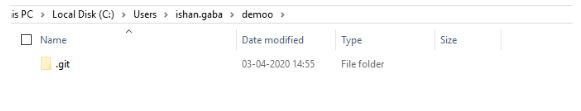 is PC > Local Disk (C:) > Users > ishan.gaba > demoo >
Name Date modified Type Size
.git 03-04-2020 14:55 File folder